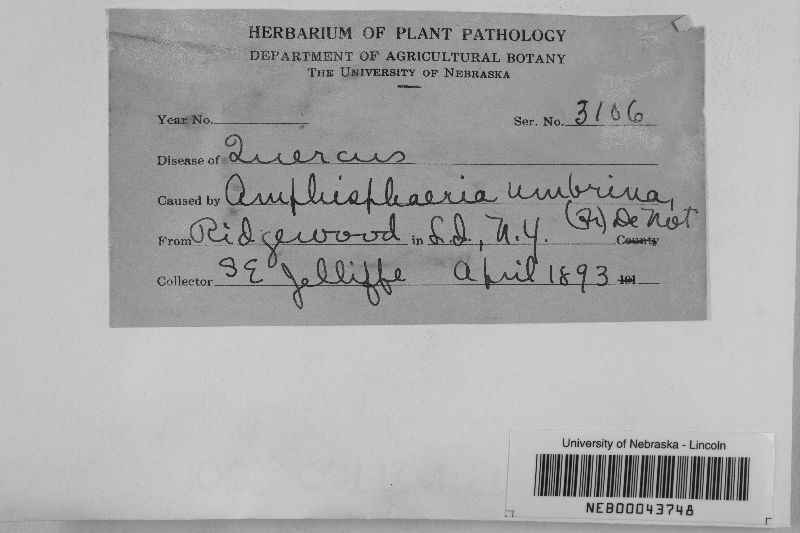 HERBARIUM OF PLANT PATHOLOGY
DEPARTMENT OF AGRICULTURAL BOTANY
THE UNIVERSITY OF NEBRASKA
Year No. Ser. No. 3106
Disease of Quercus
Caused by Amphisphaeria umbrina,
(Fr) De Not
From Ridgewood in L.I., N.Y. County
Collector S E Jelliffe April 1893 191
University of Nebraska - Lincoln
NEB00043748